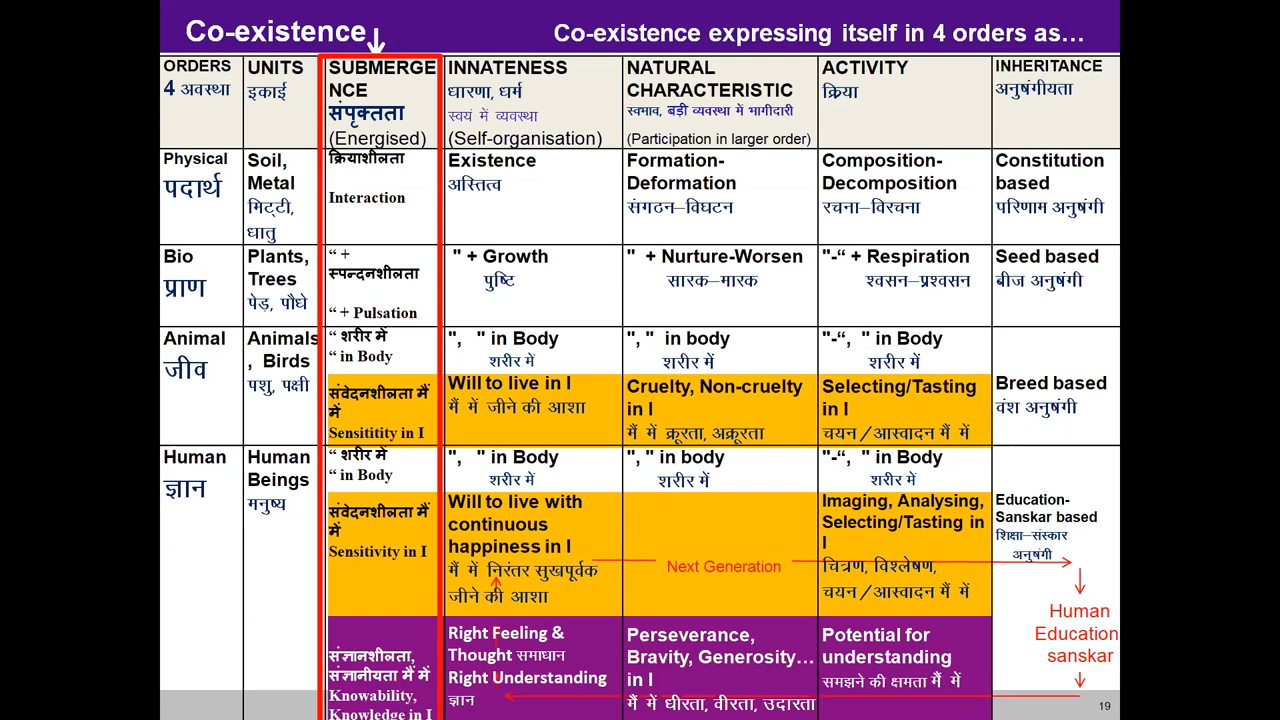 Co-existence
Co-existence expressing itself in 4 orders as…
ORDERS
4 अवस्था
UNITS
इकाई
SUBMERGE
NCE
संपृक्तता
(Energised)
INNATENESS
धारणा, धर्म
स्वयं में व्यवस्था
(Self-organisation)
NATURAL
CHARACTERISTIC
स्वभाव, बड़ी व्यवस्था में भागीदारी
(Participation in larger order)
ACTIVITY
क्रिया
INHERITANCE
अनुषंगीयता
Physical
पदार्थ
Soil,
Metal
मिट्टी,
धातु
क्रियाशीलता
Interaction
Existence
अस्तित्व
Formation-
Deformation
संगठन–विघटन
Composition-
Decomposition
रचना–विरचना
Constitution
based
परिणाम अनुषंगी
Bio
प्राण
Plants,
Trees
पेड़, पौधे
“ +
स्पन्दनशीलता
“ + Pulsation
" + Growth
पुष्टि
" + Nurture-Worsen
सारक–मारक
"-“ + Respiration
श्वसन–प्रश्वसन
Seed based
बीज अनुषंगी
Animal
जीव
Animals
, Birds
पशु, पक्षी
“ शरीर में
“ in Body
संवेदनशीलता मैं
में
Sensititity in I
", " in Body
शरीर में
Will to live in I
मैं में जीने की आशा
", " in body
शरीर में
Cruelty, Non-cruelty
in I
मैं में क्रूरता, अक्रूरता
"-“, " in Body
शरीर में
Selecting/Tasting
in I
चयन/आस्वादन मैं में
Breed based
वंश अनुषंगी
Human
ज्ञान
Human
Beings
मनुष्य
“ शरीर में
“ in Body
संवेदनशीलता मैं
में
Sensitivity in I
संज्ञानशीलता,
संज्ञानीयता मैं में
Knowability,
Knowledge in I
", " in Body
शरीर में
Will to live with
continuous
happiness in I
मैं में निरंतर सुखपूर्वक
जीने की आशा
Right Feeling &
Thought समाधान
Right Understanding
ज्ञान
", " in body
शरीर में
Next Generation
Perseverance,
Bravity, Generosity…
in I
मैं में धीरता, वीरता, उदारता
"-“, " in Body
शरीर में
Imaging, Analysing,
Selecting/Tasting in
I
चित्रण, विश्लेषण,
चयन/आस्वादन मैं में
Potential for
understanding
समझने की क्षमता मैं में
Education-
Sanskar based
शिक्षा–संस्कार
अनुषंगी
Human
Education
sanskar
19